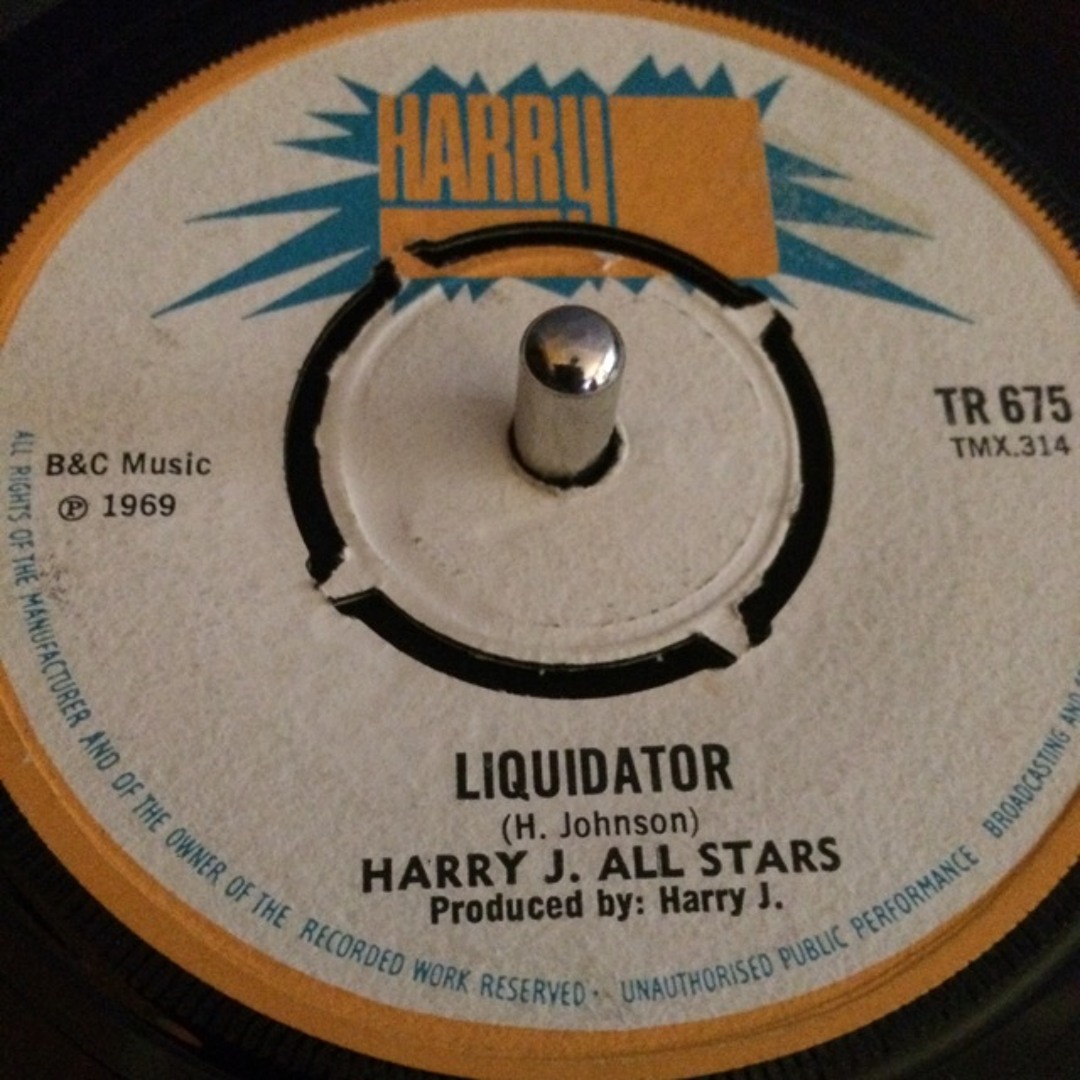 HARRY
TR 675
TMX.314
B&C Music
℗ 1969
LIQUIDATOR
(H. Johnson)
HARRY J. ALL STARS
Produced by: Harry J.
ALL RIGHTS OF THE MANUFACTURER AND OF THE OWNER OF THE RECORDED WORK RESERVED · UNAUTHORISED PUBLIC PERFORMANCE BROADCASTING AND